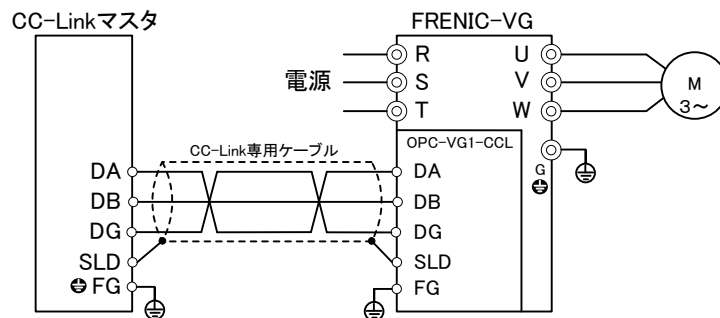 CC-Linkマスタ
FRENIC-VG
電源
R
S
T
U
V
W
M
3~
G
CC-Link専用ケーブル
OPC-VG1-CCL
DA
DB
DG
SLD
FG
DA
DB
DG
SLD
FG